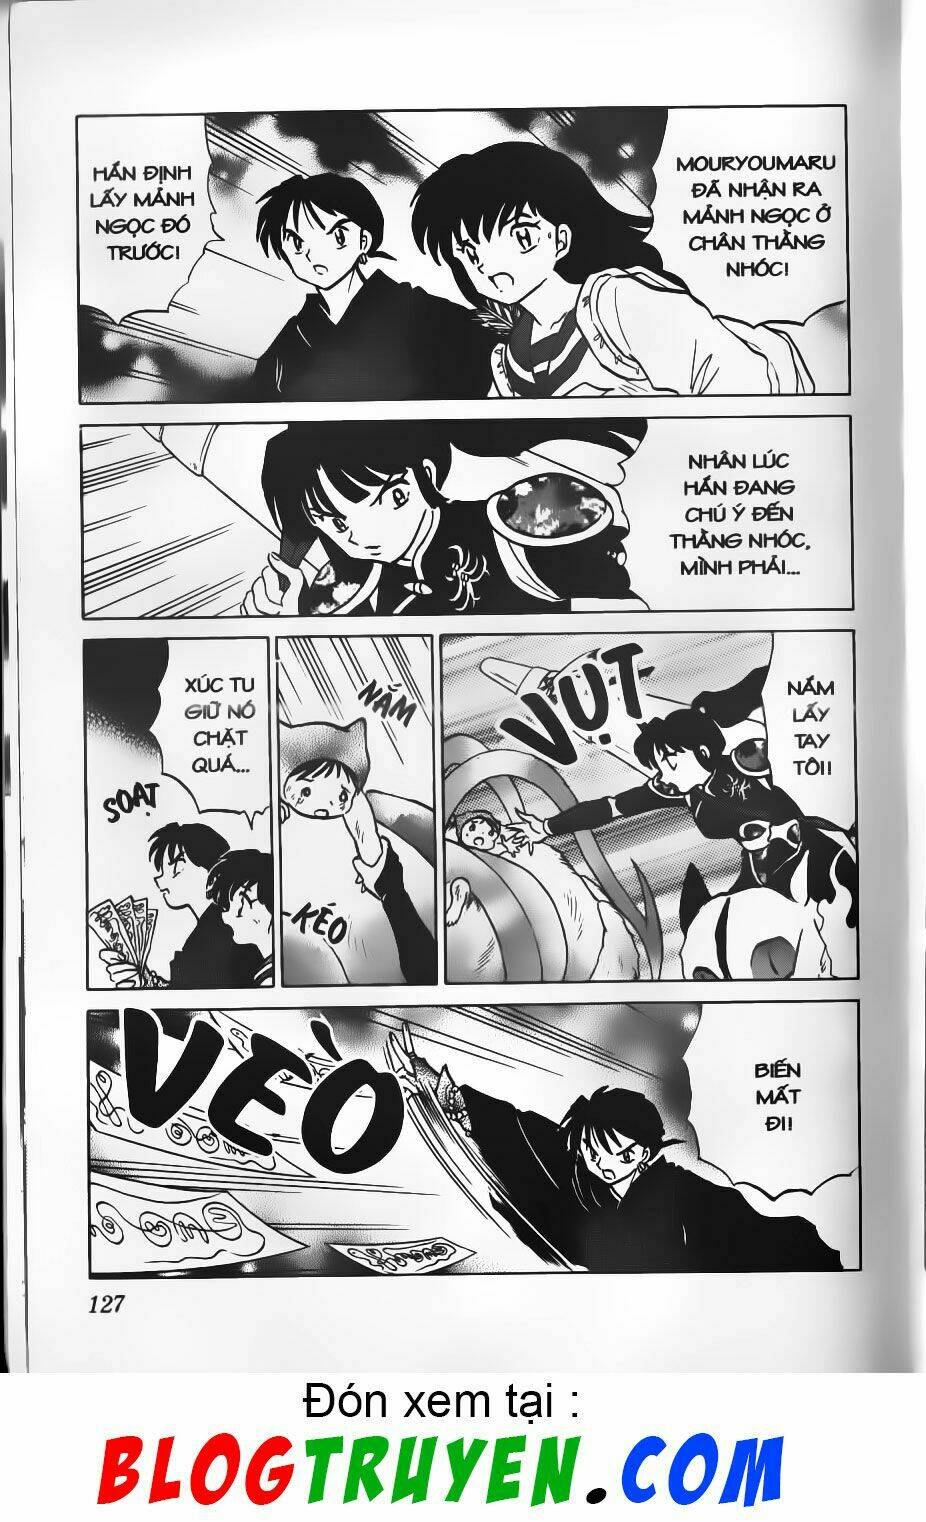 MOURYOUMARU
ĐÃ NHẬN RA
MẢNH NGỌC Ở
CHÂN THẰNG
NHÓC!
HẮN ĐỊNH
LẤY MẢNH
NGỌC ĐÓ
TRƯỚC!
NHÂN LÚC
HẮN ĐANG
CHÚ Ý ĐẾN
THẰNG NHÓC,
MÌNH PHẢI...
NẮM
LẤY
TAY
TÔI!
VỤT
NẮM
-KÉO
XÚC TU
GIỮ NÓ
CHẶT
QUÁ...
SOẠT
BIẾN
MẤT
ĐI!
VÈO
127
Đón xem tại :
BLOGTRUYEN.COM